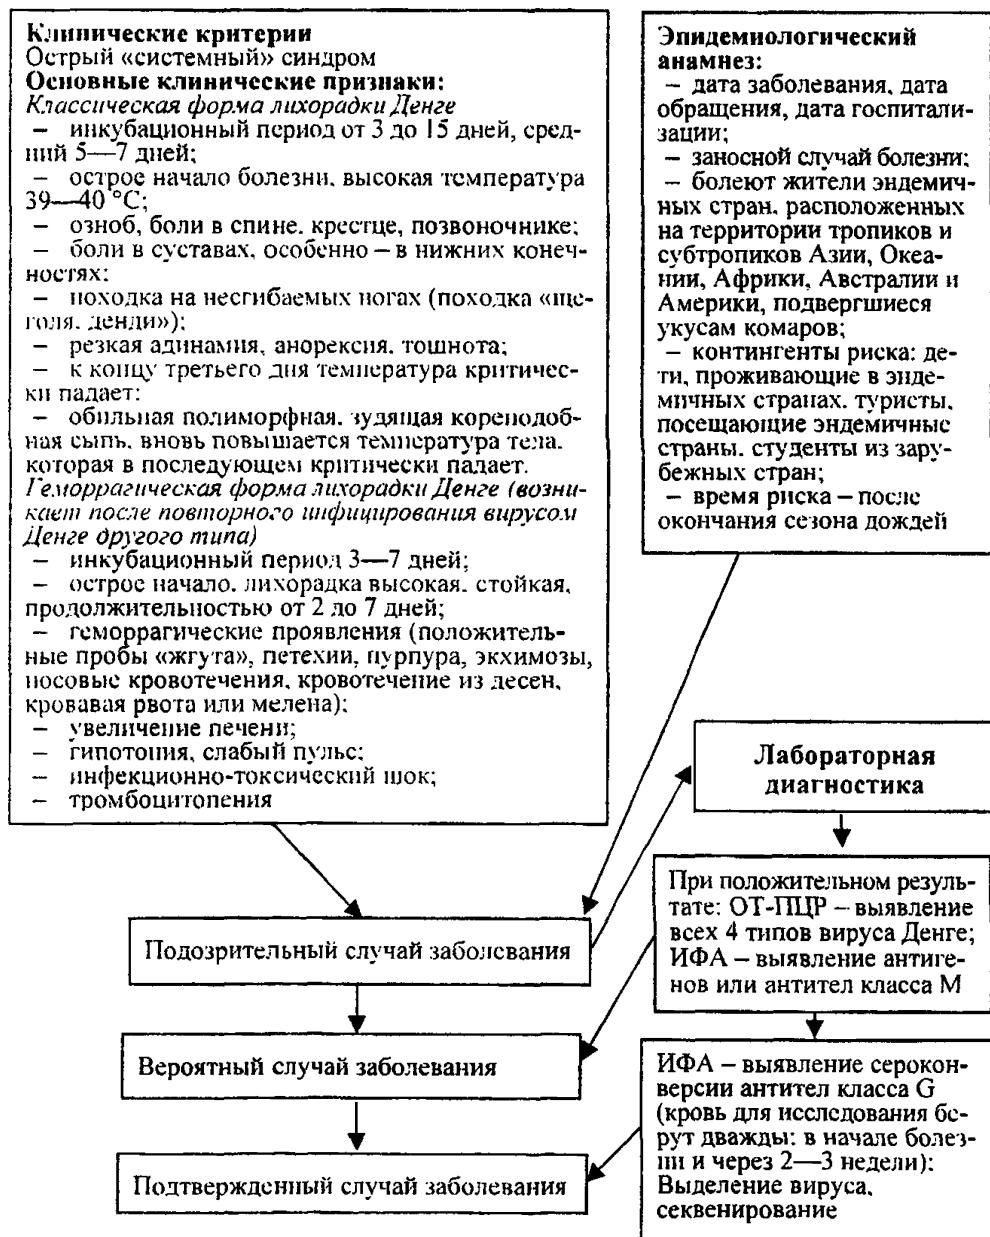 Клинические критерии
Острый «системный» синдром
Основные клинические признаки:
Классическая форма лихорадки Денге
– инкубационный период от 3 до 15 дней, сред-
ний 5—7 дней;
– острое начало болезни, высокая температура
39—40 °С;
– озноб, боли в спине, крестце, позвоночнике;
– боли в суставах, особенно – в нижних конеч-
ностях;
– походка на несгибаемых ногах (походка «ще-
голя, денди»);
– резкая адинамия, анорексия, тошнота;
– к концу третьего дня температура критичес-
ки падает:
– обильная полиморфная, зудящая кореподоб-
ная сыпь, вновь повышается температура тела,
которая в последующем критически падает.
Геморрагическая форма лихорадки Денге (возни-
кает после повторного инфицирования вирусом
Денге другого типа)
– инкубационный период 3—7 дней;
– острое начало, лихорадка высокая, стойкая,
продолжительностью от 2 до 7 дней;
– геморрагические проявления (положитель-
ные пробы «жгута», петехии, пурпура, экхимозы,
носовые кровотечения, кровотечение из десен,
кровавая рвота или мелена);
– увеличение печени;
– гипотония, слабый пульс;
– инфекционно-токсический шок;
– тромбоцитопения
Эпидемиологический
анамнез:
– дата заболевания, дата
обращения, дата госпитали-
зации;
– заносной случай болезни;
– болеют жители эндемич-
ных стран, расположенных
на территории тропиков и
субтропиков Азии, Океа-
нии, Африки, Австралии и
Америки, подвергшиеся
укусам комаров;
– контингенты риска: де-
ти, проживающие в энде-
мичных странах, туристы,
посещающие эндемичные
страны, студенты из зару-
бежных стран;
– время риска – после
окончания сезона дождей
Лабораторная
диагностика
При положительном резуль-
тате: ОТ-ПЦР – выявление
всех 4 типов вируса Денге;
ИФА – выявление антиге-
нов или антител класса М
Подозрительный случай заболевания
Вероятный случай заболевания
ИФА – выявление серокон-
версии антител класса G
(кровь для исследования бе-
рут дважды: в начале болез-
ни и через 2—3 недели);
Выделение вируса,
секвенирование
Подтвержденный случай заболевания